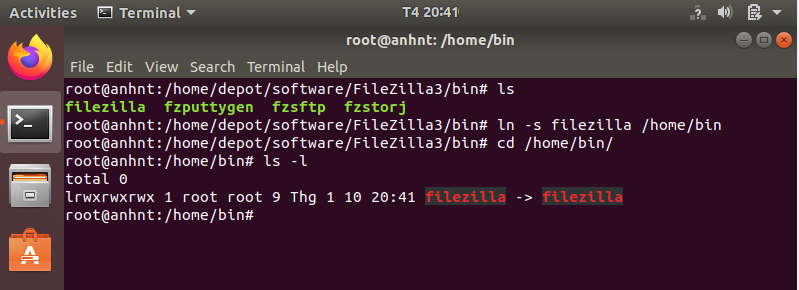 Activities Terminal T4 20:41
root@anhnt: /home/bin
File Edit View Search Terminal Help
root@anhnt:/home/depot/software/FileZilla3/bin# ls
filezilla fzputtygen fzsftp fzstorj
root@anhnt:/home/depot/software/FileZilla3/bin# ln -s filezilla /home/bin
root@anhnt:/home/depot/software/FileZilla3/bin# cd /home/bin/
root@anhnt:/home/bin# ls -l
total 0
lrwxrwxrwx 1 root root 9 Thg 1 10 20:41 filezilla -> filezilla
root@anhnt:/home/bin#